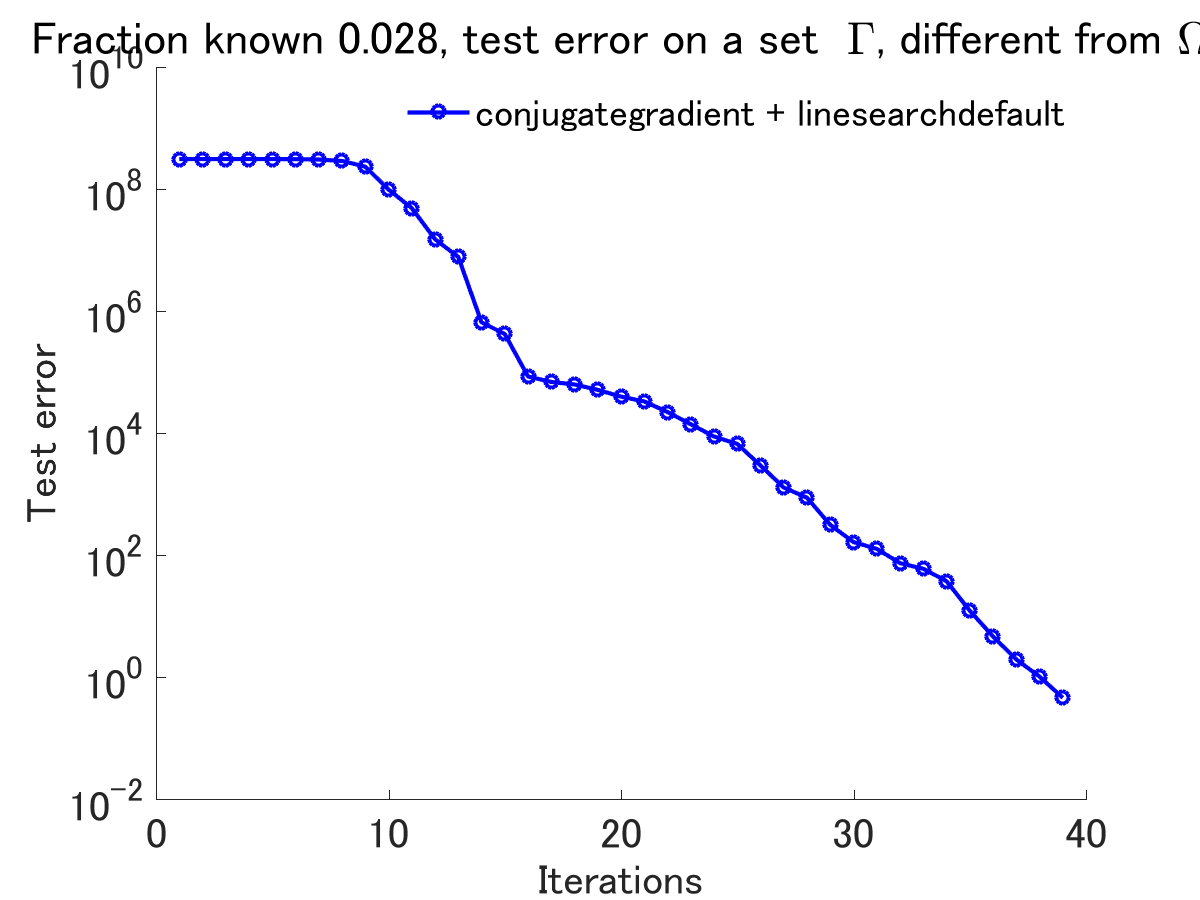 Fraction known 0.028, test error on a set Γ, different from Ω
10^10
conjugategradient + linesearchdefault
10^8
10^6
10^4
10^2
10^0
10^-2
Test error
0 10 20 30 40
Iterations